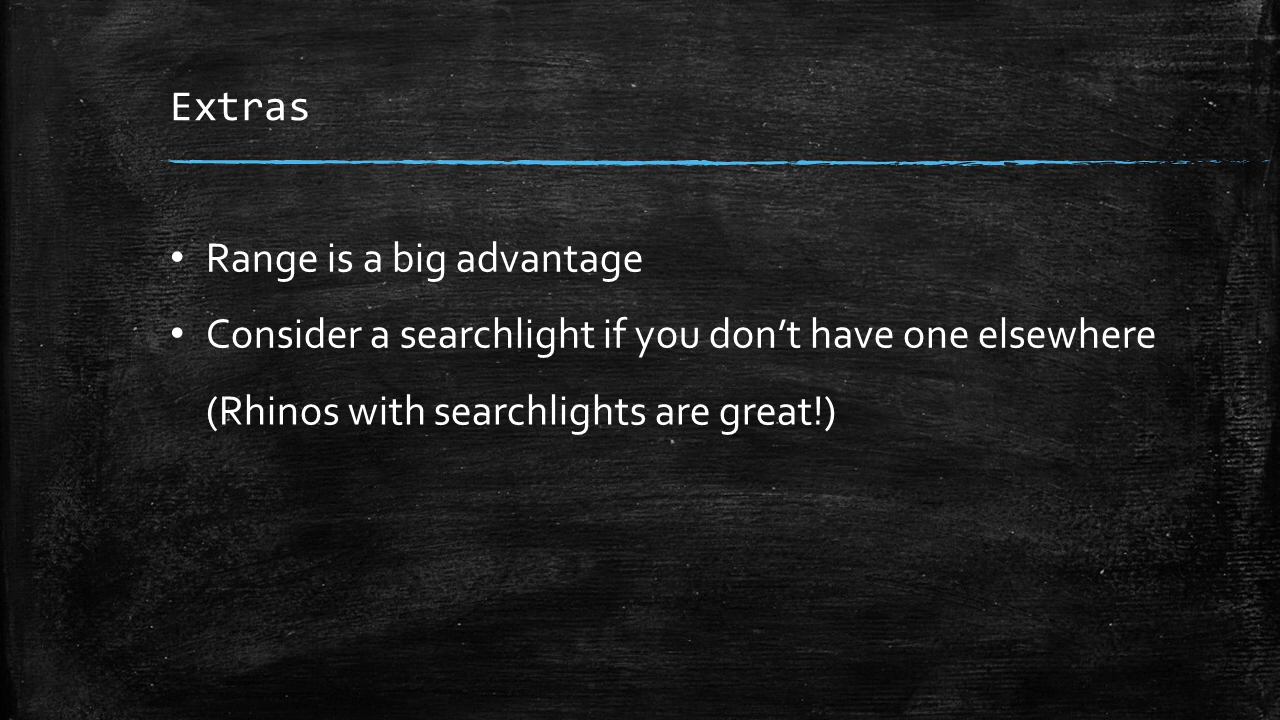 Extras
• Range is a big advantage
• Consider a searchlight if you don’t have one elsewhere
(Rhinos with searchlights are great!)